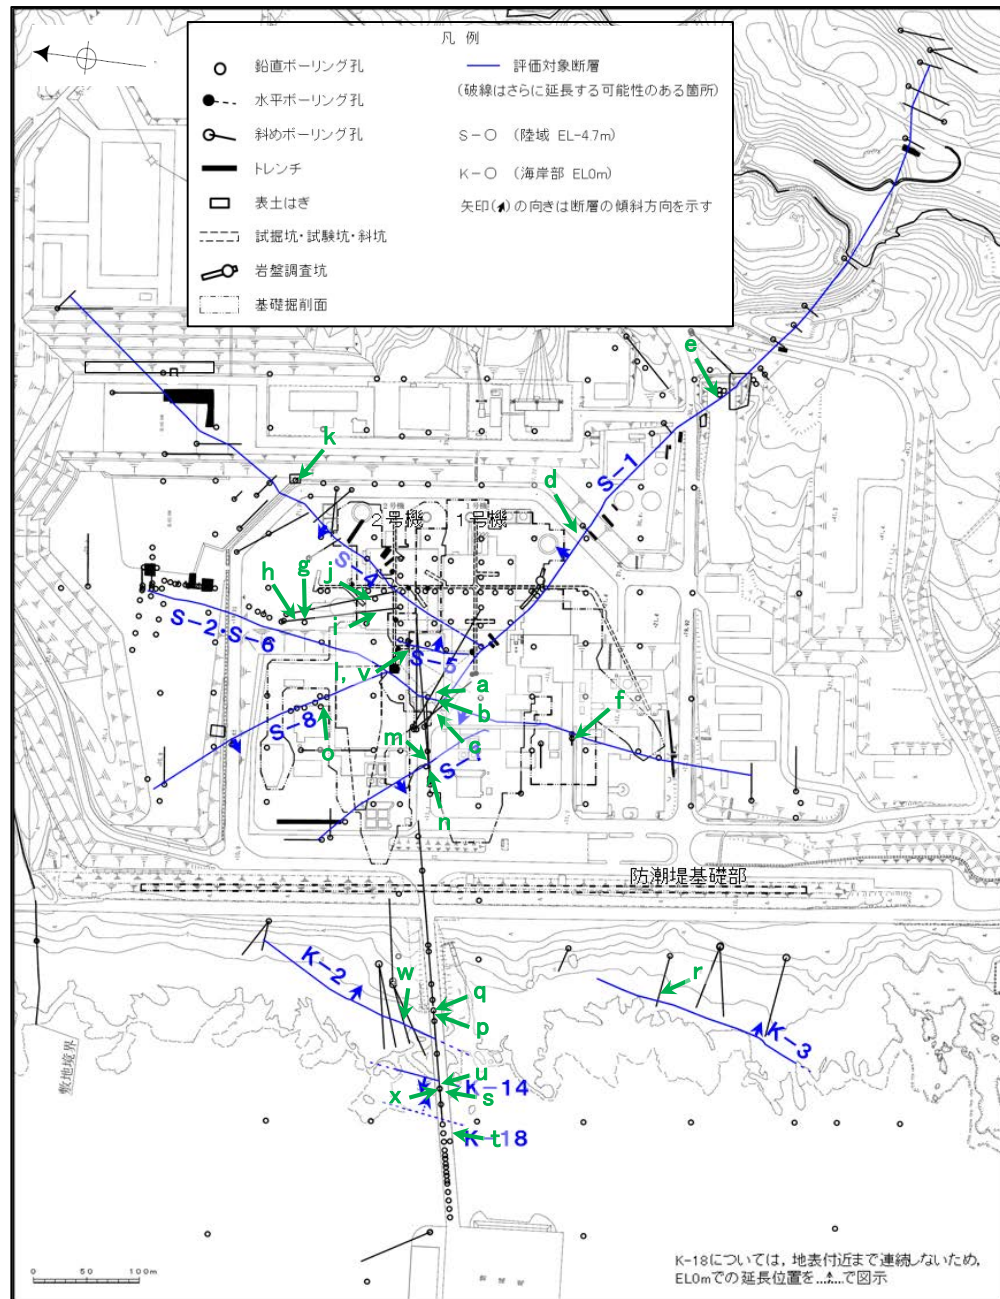 凡 例
鉛直ボーリング孔
水平ボーリング孔
斜めボーリング孔
トレンチ
表土はぎ
試掘坑・試験坑・斜坑
岩盤調査坑
基礎掘削面
評価対象断層
(破線はさらに延長する可能性のある箇所)
S-○ (陸域 EL-4.7m)
K-○ (海岸部 EL0m)
矢印( )の向きは断層の傾斜方向を示す
e
k
d
S-1
2号機
1号機
2号機
1号機
S-4
h
g
j
i
S-2・S-6
S-5
l, v
a
b
c
f
S-8
o
m
n
防潮堤基礎部
K-2
w
q
p
r
K-3
敷地境界
u
K-14
x
s
t
K-18
0 50 100m
K-18については,地表付近まで連続しないため,
EL0mでの延長位置を で図示